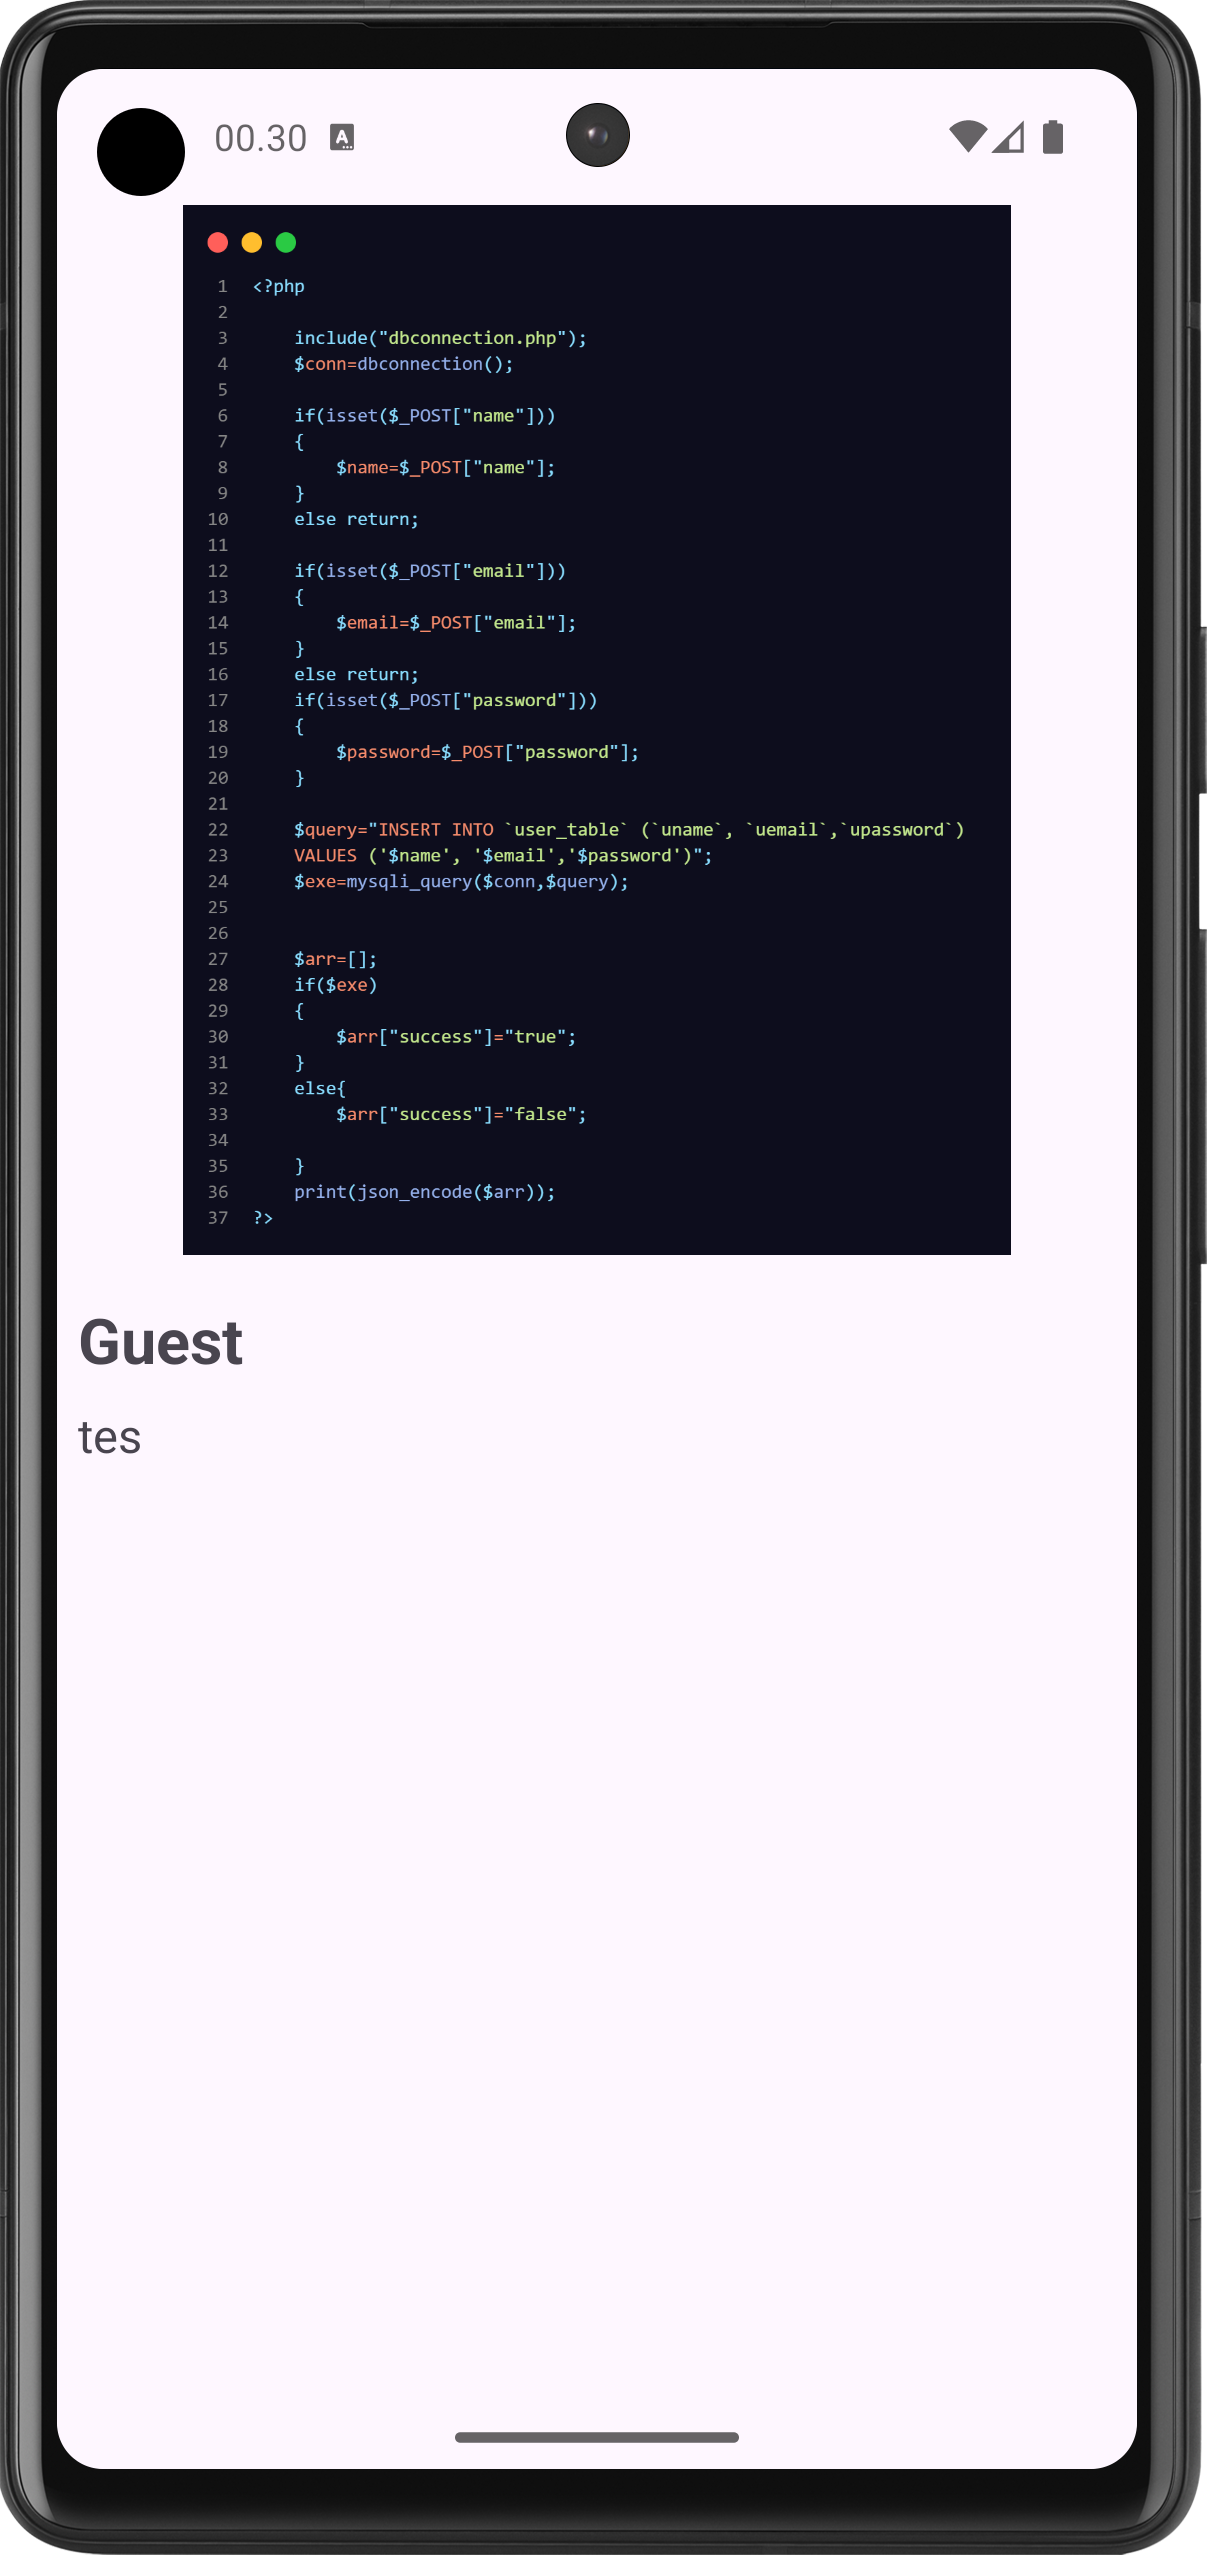 00.30
A
1 <?php
2
3     include("dbconnection.php");
4     $conn=dbconnection();
5
6     if(isset($_POST["name"]))
7     {
8         $name=$_POST["name"];
9     }
10     else return;
11
12     if(isset($_POST["email"]))
13     {
14         $email=$_POST["email"];
15     }
16     else return;
17     if(isset($_POST["password"]))
18     {
19         $password=$_POST["password"];
20     }
21
22     $query="INSERT INTO `user_table` (`uname`, `uemail`,`upassword`)
23     VALUES ('$name', '$email','$password')";
24     $exe=mysqli_query($conn,$query);
25
26
27     $arr=[];
28     if($exe)
29     {
30         $arr["success"]="true";
31     }
32     else{
33         $arr["success"]="false";
34
35     }
36     print(json_encode($arr));
37 ?>
Guest
tes